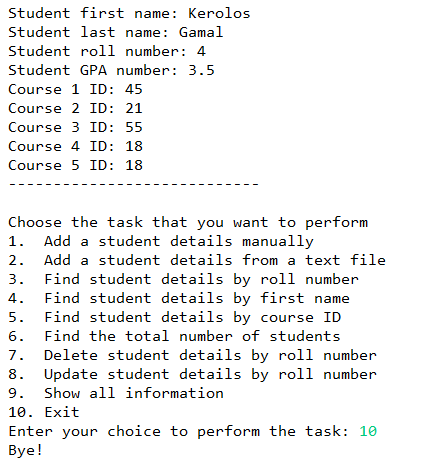 Student first name: Kerolos
Student last name: Gamal
Student roll number: 4
Student GPA number: 3.5
Course 1 ID: 45
Course 2 ID: 21
Course 3 ID: 55
Course 4 ID: 18
Course 5 ID: 18
----------------------------
Choose the task that you want to perform
1.  Add a student details manually
2.  Add a student details from a text file
3.  Find student details by roll number
4.  Find student details by first name
5.  Find student details by course ID
6.  Find the total number of students
7.  Delete student details by roll number
8.  Update student details by roll number
9.  Show all information
10. Exit
Enter your choice to perform the task: 10
Bye!